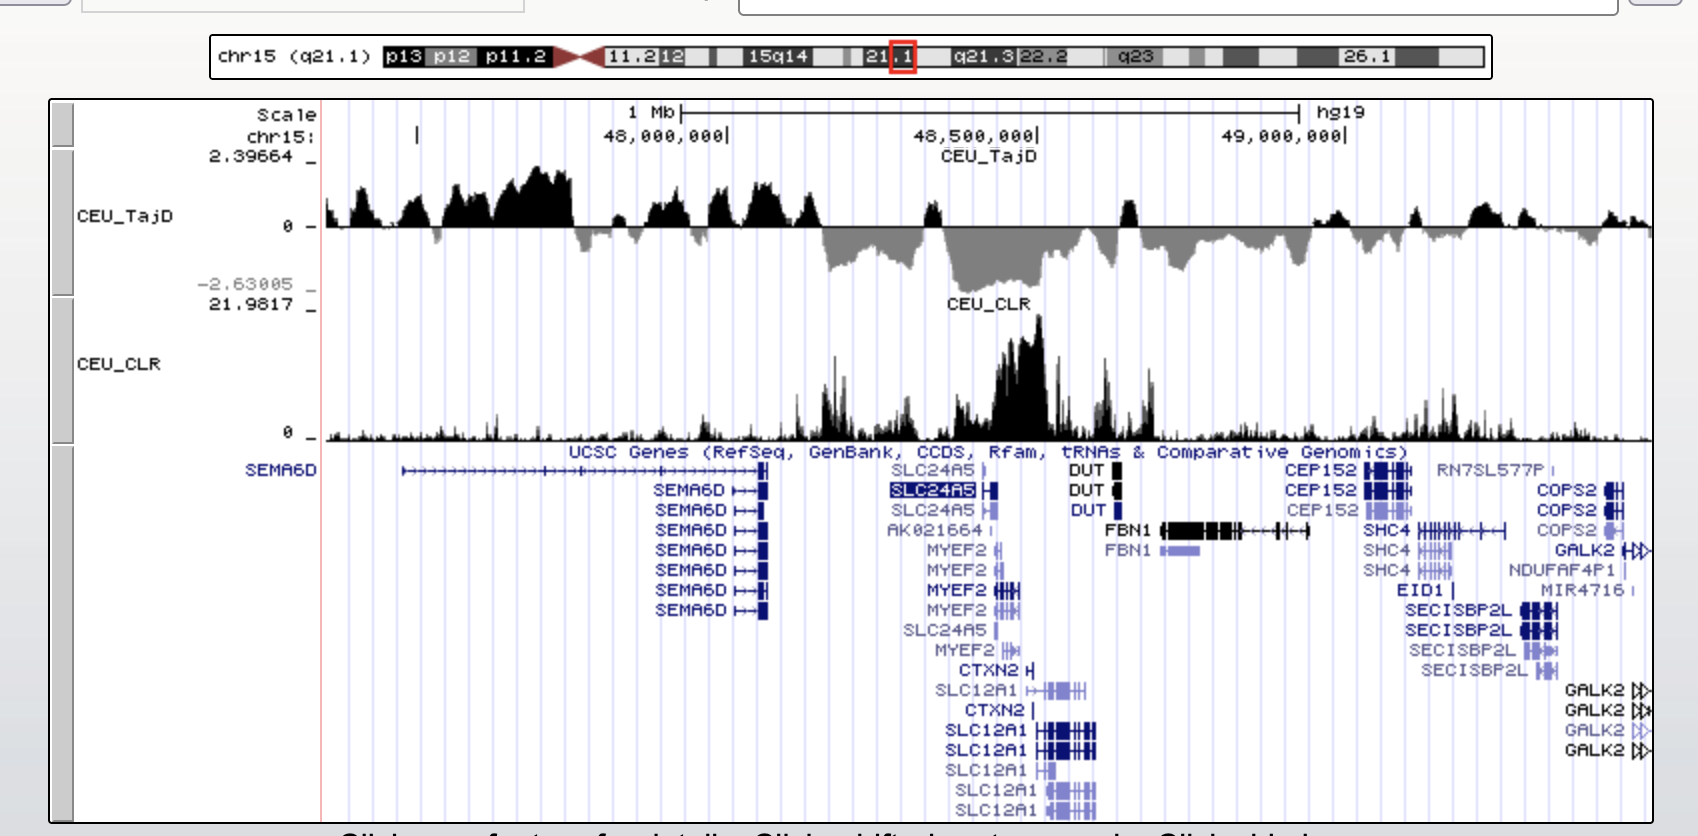 chr15 (q21.1) p13 p12 p11.2 11.2 12 15q14 21.1 q21.3 22.2 q23 26.1
Scale 1 Mb hg19
chr15: 48,000,000 48,500,000 49,000,000
2.39664 CEU_TajD
CEU_TajD
0
-2.63005
21.9817 CEU_CLR
CEU_CLR
0
UCSC Genes (RefSeq, GenBank, CCDS, Rfam, tRNAs & Comparative Genomics)
SEMA6D SLC24A5 DUT CEP152 RN7SL577P
SEMA6D SLC24A5 DUT CEP152 COPS2
SEMA6D SLC24A5 DUT CEP152 COPS2
SEMA6D AK021664 FBN1 SHC4 COPS2
SEMA6D MYEF2 FBN1 SHC4 GALK2
SEMA6D MYEF2 SHC4 NDUFAF4P1
SEMA6D MYEF2 EID1 MIR4716
SEMA6D MYEF2 SECISBP2L
SLC24A5 SECISBP2L
MYEF2 SECISBP2L
CTXN2 SECISBP2L
SLC12A1 GALK2
CTXN2 GALK2
SLC12A1 GALK2
SLC12A1 GALK2
SLC12A1
SLC12A1
SLC12A1